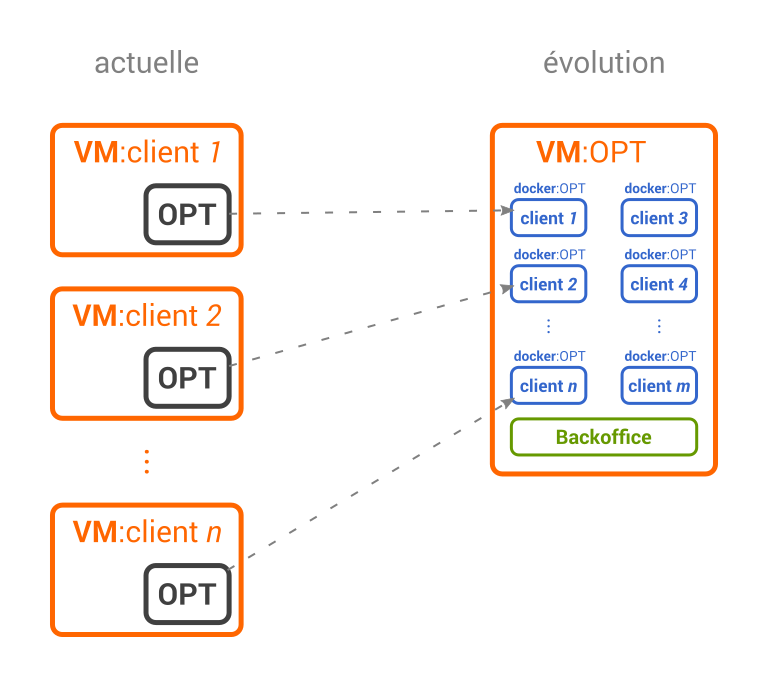 actuelle
évolution
VM:client 1
OPT
VM:client 2
OPT
⋮
VM:client n
OPT
VM:OPT
docker:OPT
client 1
docker:OPT
client 3
docker:OPT
client 2
docker:OPT
client 4
⋮
⋮
docker:OPT
client n
docker:OPT
client m
Backoffice